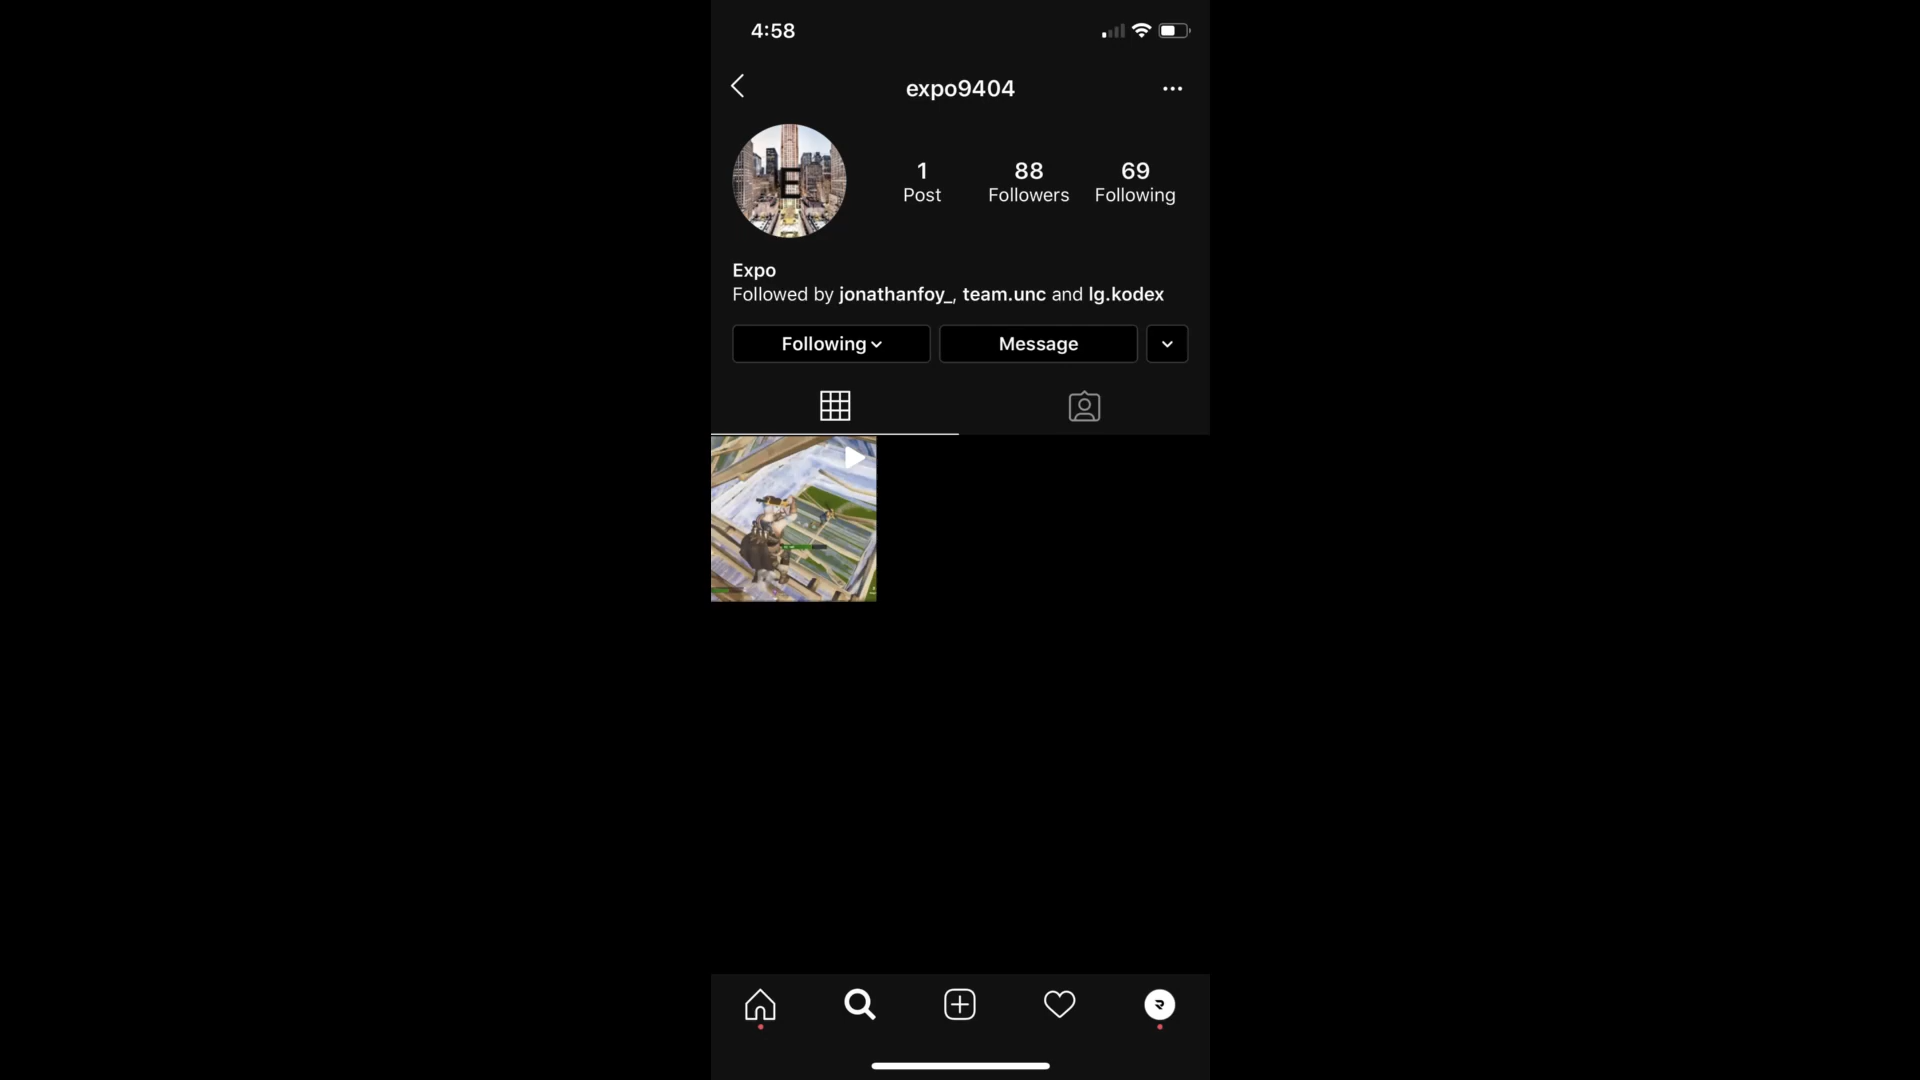 4:58
expo9404
E
1 88 69
Post Followers Following
Expo
Followed by jonathanfoy_, team.unc and lg.kodex
Following Message